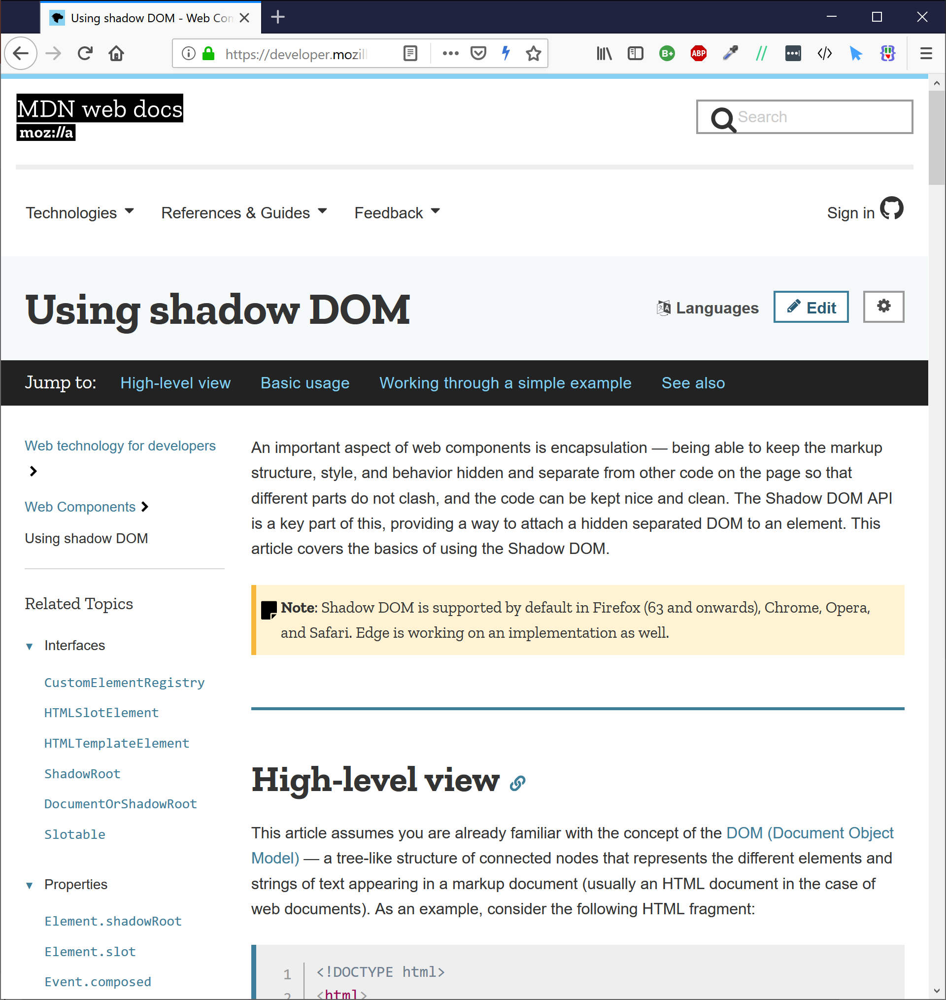 Using shadow DOM - Web Com
https://developer.mozill
B+
ABP
MDN web docs
moz://a
Search
Technologies
References & Guides
Feedback
Sign in
Using shadow DOM
Languages
Edit
Jump to:
High-level view
Basic usage
Working through a simple example
See also
Web technology for developers
Web Components
Using shadow DOM
Related Topics
Interfaces
CustomElementRegistry
HTMLSlotElement
HTMLTemplateElement
ShadowRoot
DocumentOrShadowRoot
Slotable
Properties
Element.shadowRoot
Element.slot
Event.composed
An important aspect of web components is encapsulation — being able to keep the markup
structure, style, and behavior hidden and separate from other code on the page so that
different parts do not clash, and the code can be kept nice and clean. The Shadow DOM API
is a key part of this, providing a way to attach a hidden separated DOM to an element. This
article covers the basics of using the Shadow DOM.
Note: Shadow DOM is supported by default in Firefox (63 and onwards), Chrome, Opera,
and Safari. Edge is working on an implementation as well.
High-level view
This article assumes you are already familiar with the concept of the DOM (Document Object
Model) — a tree-like structure of connected nodes that represents the different elements and
strings of text appearing in a markup document (usually an HTML document in the case of
web documents). As an example, consider the following HTML fragment:
1 <!DOCTYPE html>
2 <html>